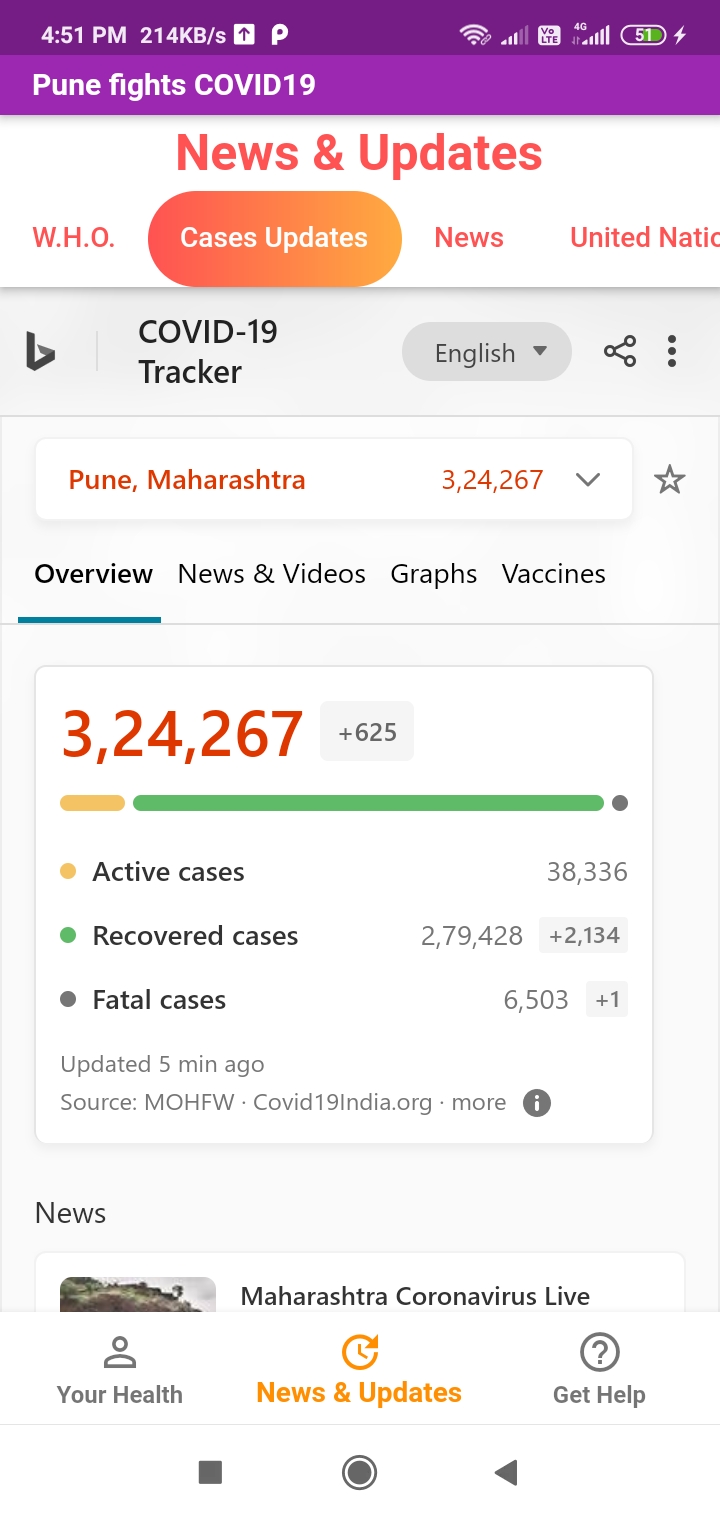 4:51 PM 214KB/s
Vo LTE 4G 51
Pune fights COVID19
News & Updates
W.H.O. Cases Updates News United Natio
COVID-19
Tracker
English
Pune, Maharashtra 3,24,267
Overview News & Videos Graphs Vaccines
3,24,267 +625
Active cases 38,336
Recovered cases 2,79,428 +2,134
Fatal cases 6,503 +1
Updated 5 min ago
Source: MOHFW · Covid19India.org · more
News
Maharashtra Coronavirus Live
Your Health News & Updates Get Help